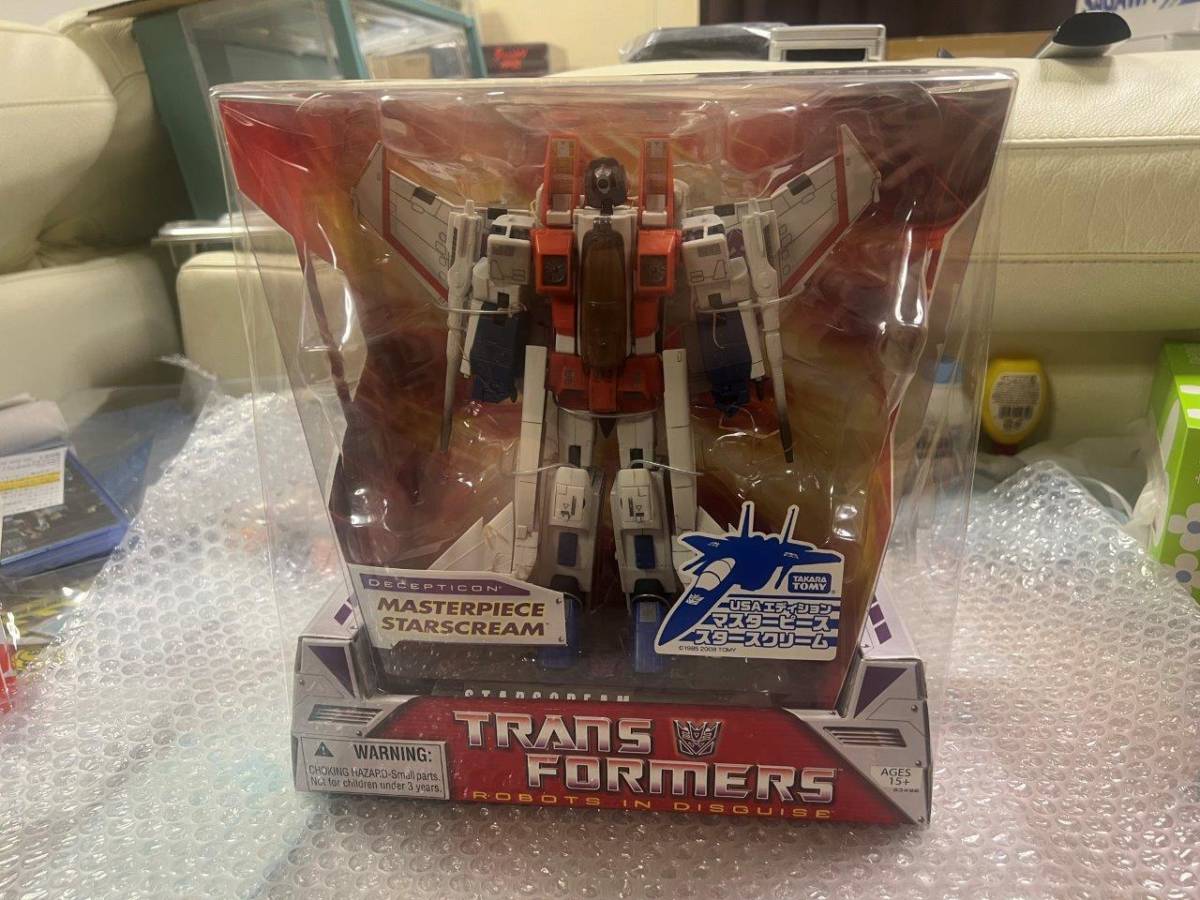 DECEPTICON
MASTERPIECE
STARSCREAM
TAKARA
TOMY
USAエディション
マスターピース
スタースクリーム
©1985 2008 TOMY
STARSCREAM
TRANS
FORMERS
ROBOTS IN DISGUISE
WARNING:
CHOKING HAZARD-Small parts.
Not for children under 3 years.
AGES
15+
83496